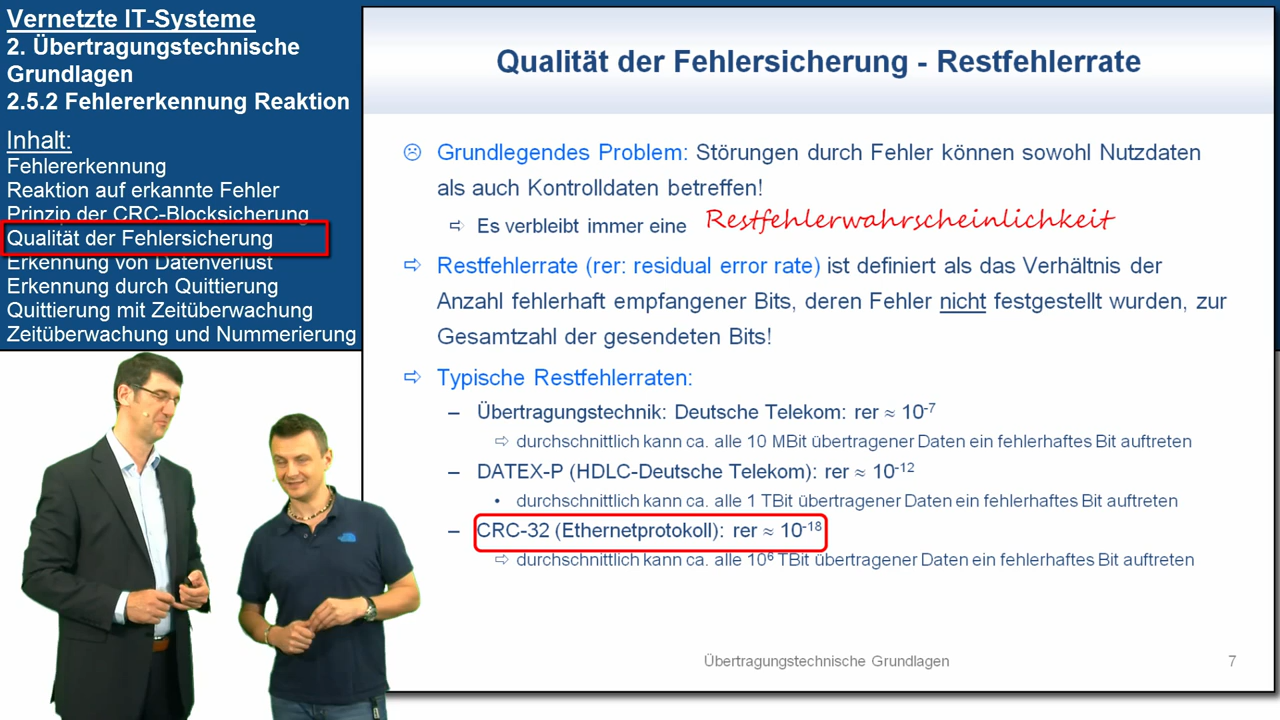 Vernetzte IT-Systeme
2. Übertragungstechnische
Grundlagen
2.5.2 Fehlererkennung Reaktion
Inhalt:
Fehlererkennung
Reaktion auf erkannte Fehler
Prinzip der CRC-Blocksicherung
Qualität der Fehlersicherung
Erkennung von Datenverlust
Erkennung durch Quittierung
Quittierung mit Zeitüberwachung
Zeitüberwachung und Nummerierung
Qualität der Fehlersicherung - Restfehlerrate
☹ Grundlegendes Problem: Störungen durch Fehler können sowohl Nutzdaten
als auch Kontrolldaten betreffen!
⇨ Es verbleibt immer eine Restfehlerwahrscheinlichkeit
⇨ Restfehlerrate (rer: residual error rate) ist definiert als das Verhältnis der
Anzahl fehlerhaft empfangener Bits, deren Fehler nicht festgestellt wurden, zur
Gesamtzahl der gesendeten Bits!
⇨ Typische Restfehlerraten:
– Übertragungstechnik: Deutsche Telekom: rer ≈ 10⁻⁷
⇨ durchschnittlich kann ca. alle 10 MBit übertragener Daten ein fehlerhaftes Bit auftreten
– DATEX-P (HDLC-Deutsche Telekom): rer ≈ 10⁻¹²
• durchschnittlich kann ca. alle 1 TBit übertragener Daten ein fehlerhaftes Bit auftreten
– CRC-32 (Ethernetprotokoll): rer ≈ 10⁻¹⁸
⇨ durchschnittlich kann ca. alle 10⁶ TBit übertragener Daten ein fehlerhaftes Bit auftreten
Übertragungstechnische Grundlagen 7